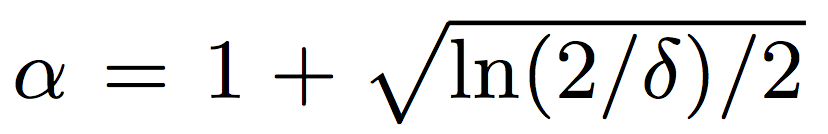 α = 1 + √ln(2/δ)/2